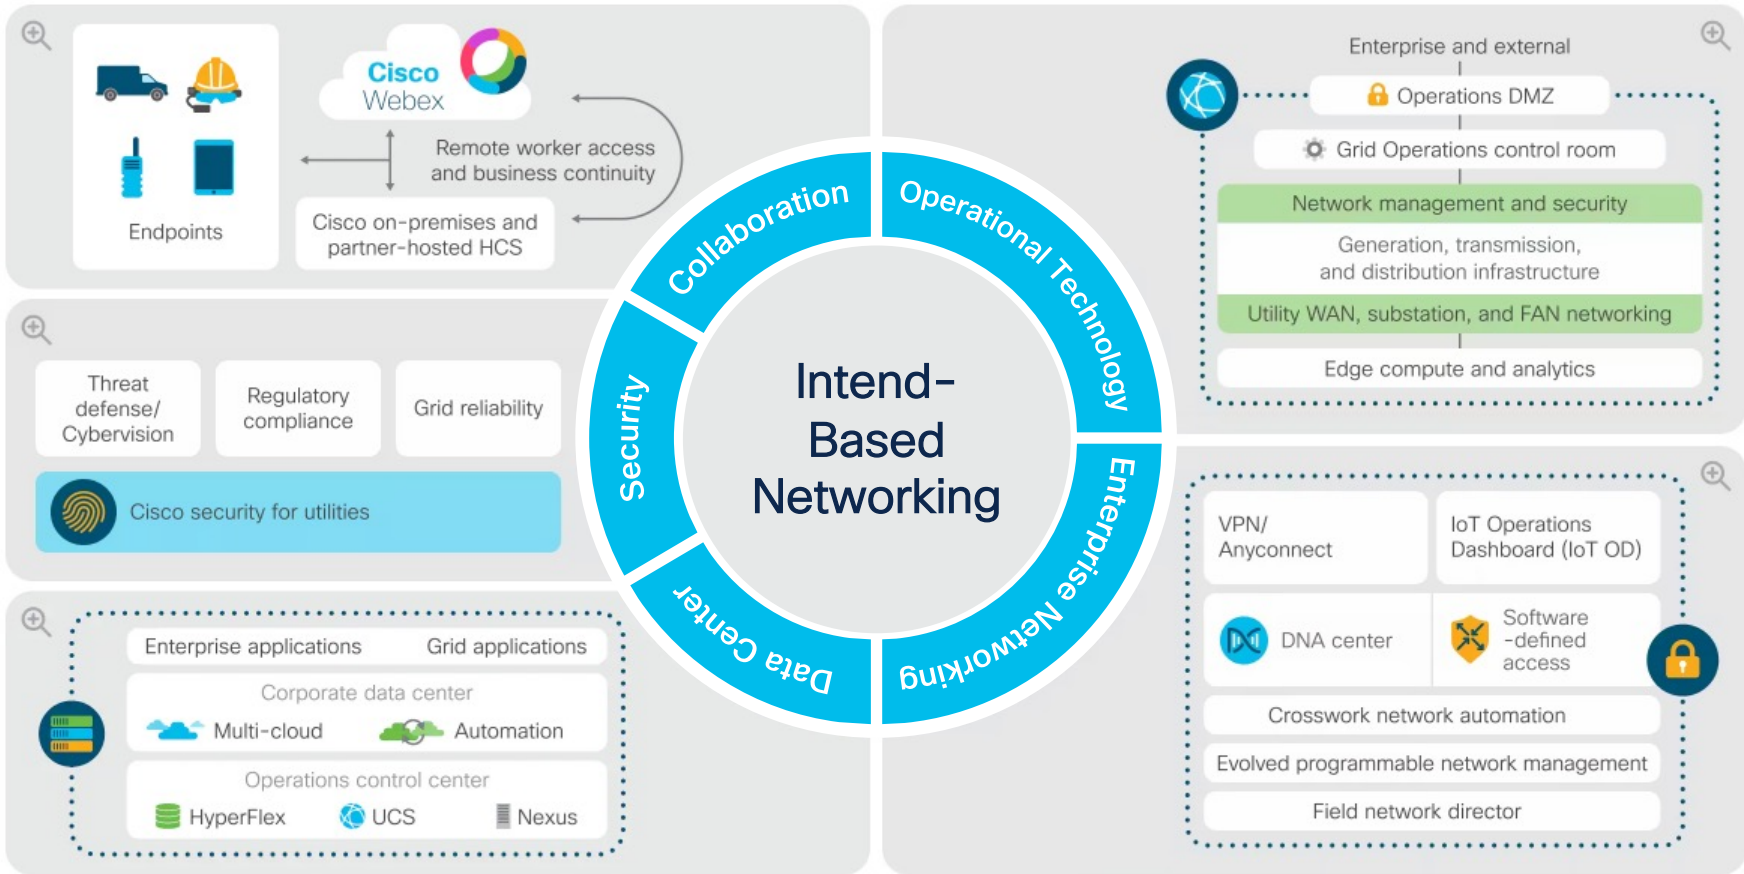 Cisco
Webex
Remote worker access
and business continuity
Endpoints
Cisco on-premises and
partner-hosted HCS
Threat
defense/
Cybervision
Regulatory
compliance
Grid reliability
Cisco security for utilities
Enterprise applications
Grid applications
Corporate data center
Multi-cloud
Automation
Operations control center
HyperFlex
UCS
Nexus
Collaboration
Operational Technology
Security
Data Center
Enterprise Networking
Intend-
Based
Networking
Enterprise and external
Operations DMZ
Grid Operations control room
Network management and security
Generation, transmission,
and distribution infrastructure
Utility WAN, substation, and FAN networking
Edge compute and analytics
VPN/
Anyconnect
IoT Operations
Dashboard (IoT OD)
DNA center
Software
-defined
access
Crosswork network automation
Evolved programmable network management
Field network director